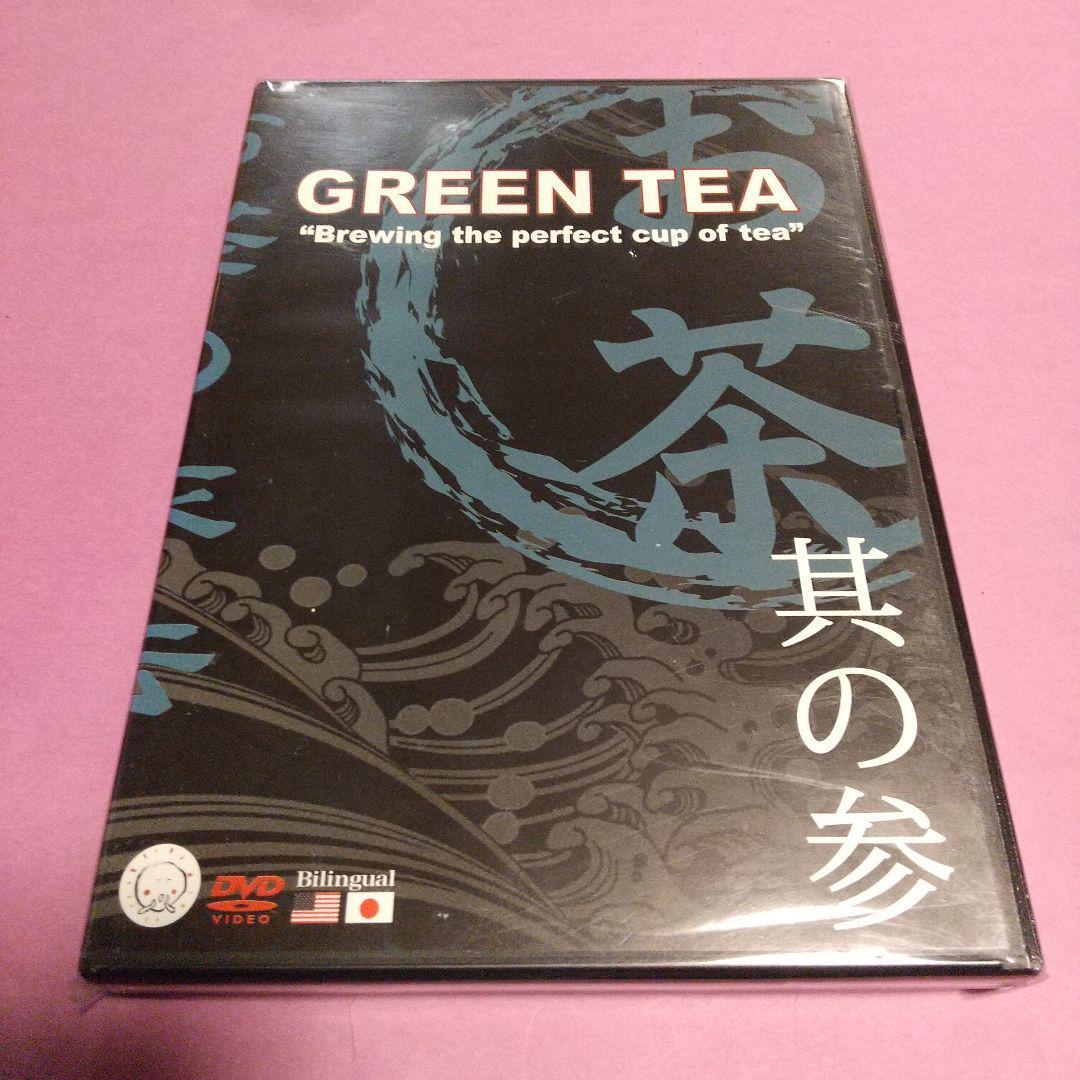 GREEN TEA
“Brewing the perfect cup of tea”
お茶
其の参
DVD
VIDEO
Bilingual